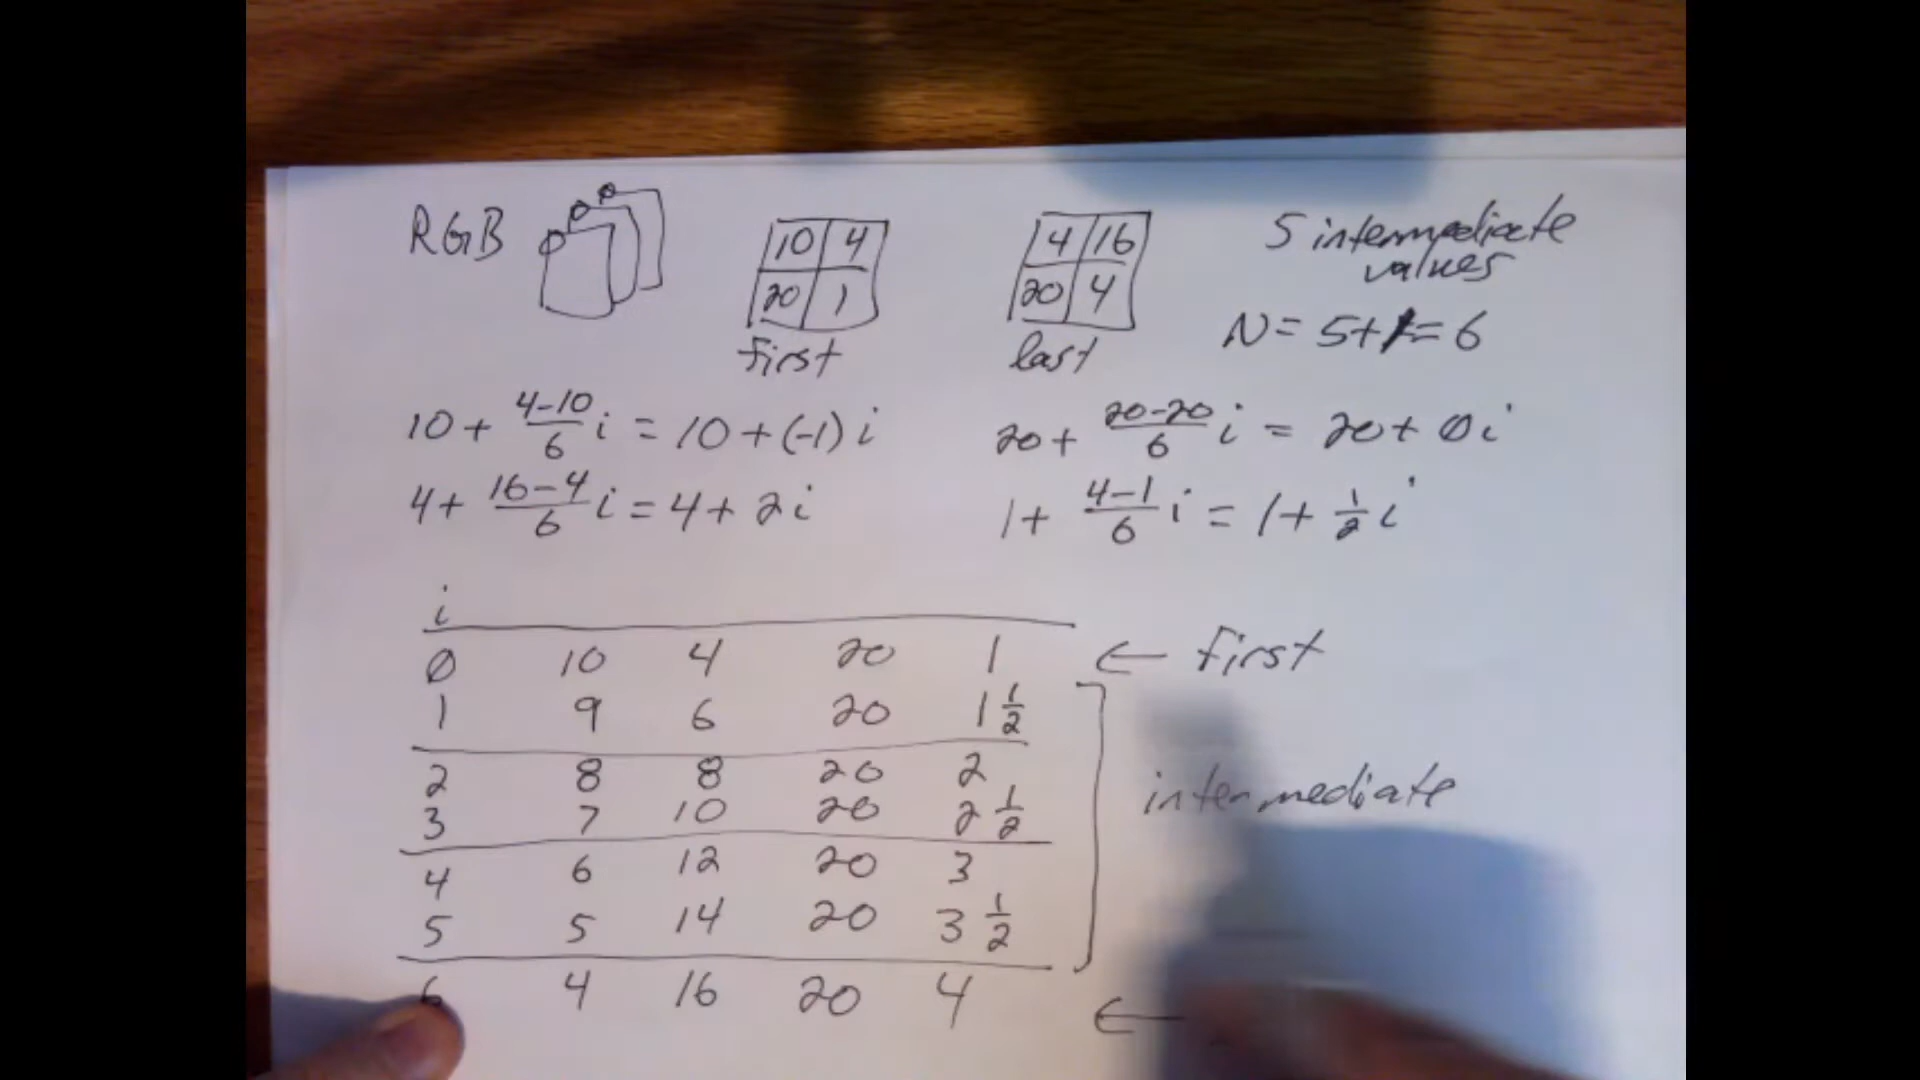 RGB
10 4
20 1
first
4 16
20 4
last
5 intermediate
values
N = 5+1 = 6
10 + (4-10)/6 i = 10 + (-1) i
4 + (16-4)/6 i = 4 + 2i
20 + (20-20)/6 i = 20 + 0i
1 + (4-1)/6 i = 1 + 1/2 i
i
0 10 4 20 1 ← first
1 9 6 20 1 1/2
2 8 8 20 2
intermediate
3 7 10 20 2 1/2
4 6 12 20 3
5 5 14 20 3 1/2
6 4 16 20 4 ←